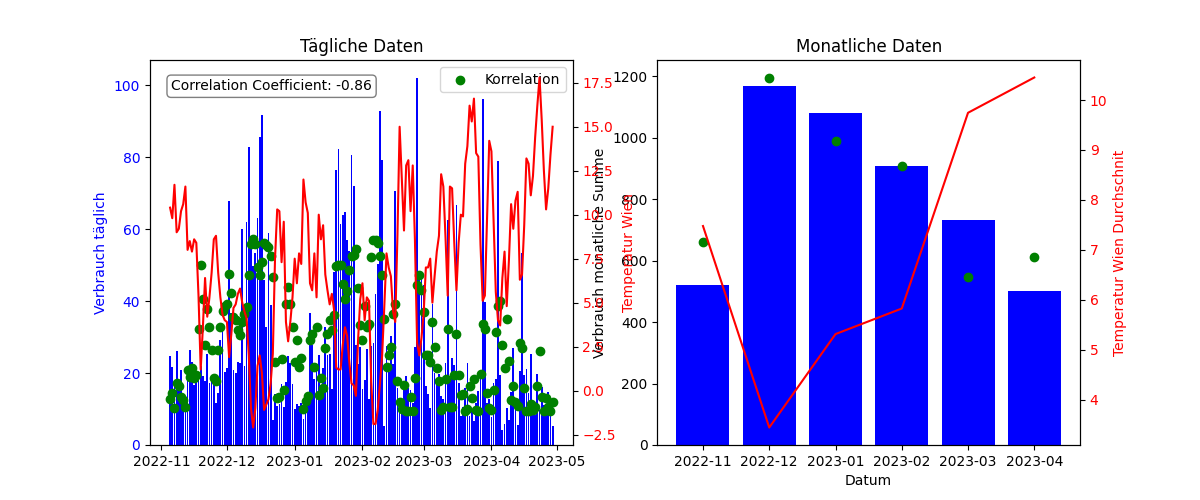 Tägliche Daten
Monatliche Daten
Correlation Coefficient: -0.86
Korrelation
Verbrauch täglich
100
80
60
40
20
0
17.5
15.0
12.5
10.0
7.5
5.0
2.5
0.0
−2.5
Temperatur Wien
2022-11 2022-12 2023-01 2023-02 2023-03 2023-04 2023-05
Verbrauch monatliche Summe
1200
1000
800
600
400
200
0
10
9
8
7
6
5
4
Temperatur Wien Durchschnit
2022-11 2022-12 2023-01 2023-02 2023-03 2023-04
Datum